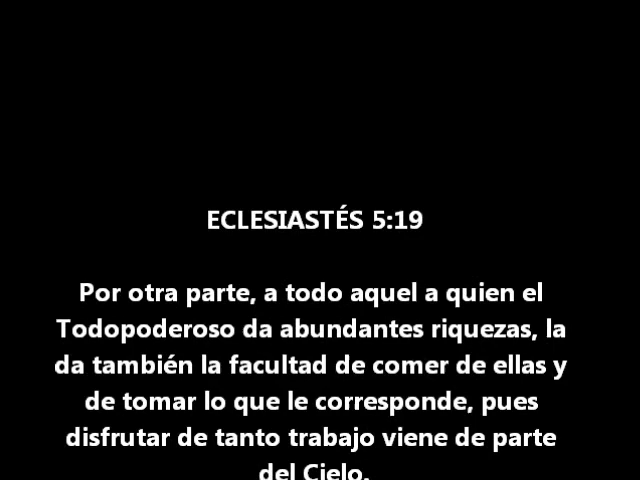 ECLESIASTÉS 5:19
Por otra parte, a todo aquel a quien el
Todopoderoso da abundantes riquezas, la
da también la facultad de comer de ellas y
de tomar lo que le corresponde, pues
disfrutar de tanto trabajo viene de parte
del Cielo.